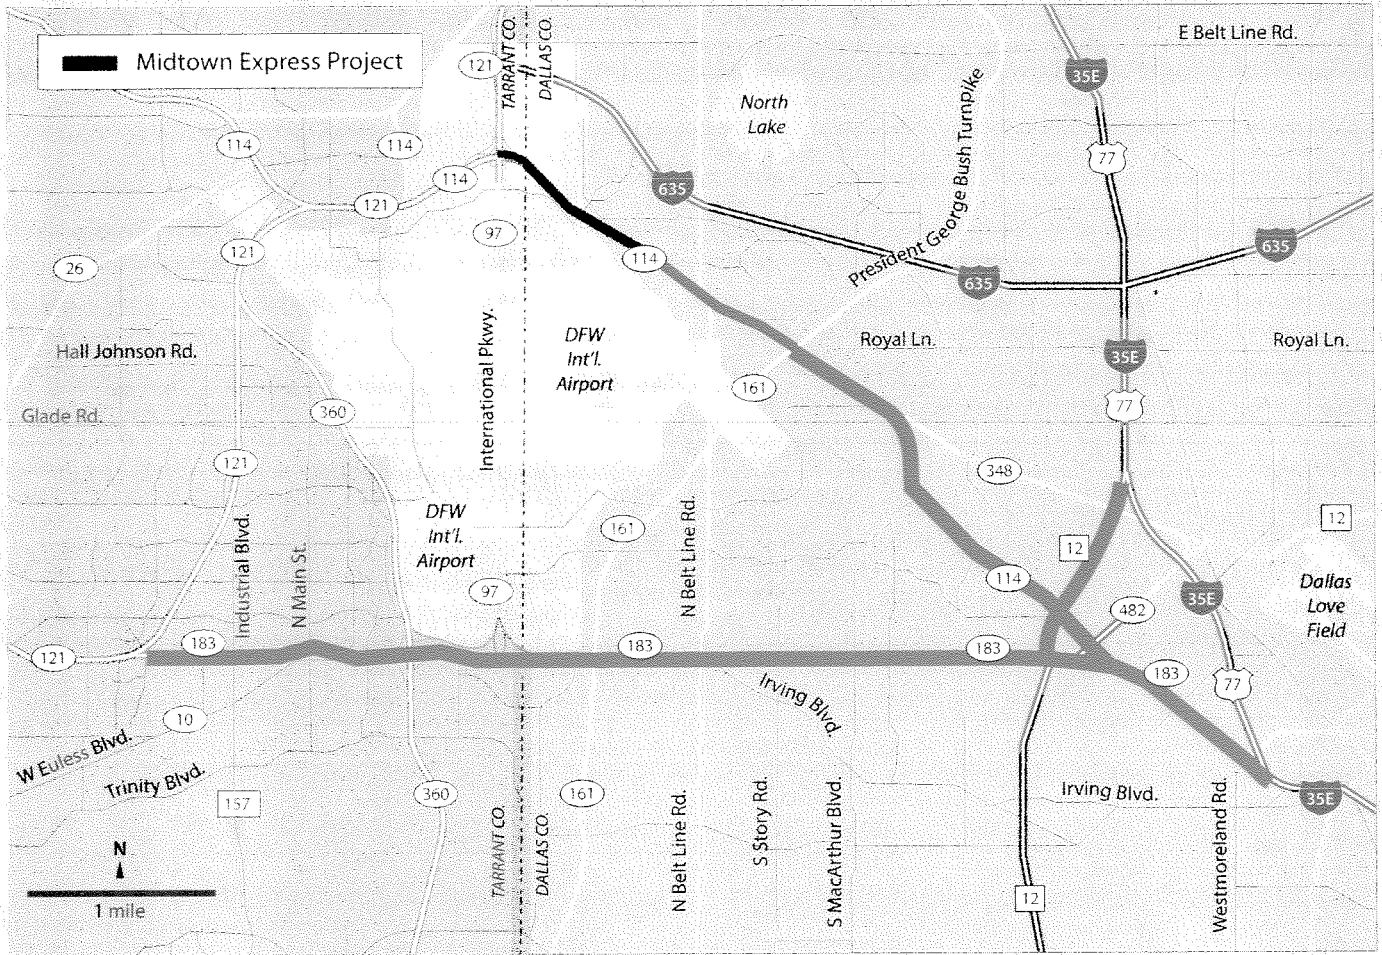 Midtown Express Project
TARRANT CO.
DALLAS CO.
E Belt Line Rd.
121
35E
North
Lake
President George Bush Turnpike
77
114
114
114
121
635
97
121
26
114
635
635
Hall Johnson Rd.
International Pkwy.
DFW
Int'l.
Airport
Royal Ln.
Royal Ln.
35E
161
77
Glade Rd.
360
121
348
DFW
Int'l.
Airport
161
N Belt Line Rd.
12
12
Industrial Blvd.
N Main St.
97
114
35E
482
Dallas
Love
Field
121
183
183
183
183
77
Irving Blvd.
10
W Euless Blvd.
Trinity Blvd.
157
360
161
Irving Blvd.
35E
TARRANT CO.
DALLAS CO.
N Belt Line Rd.
S Story Rd.
S MacArthur Blvd.
Westmoreland Rd.
12
N
1 mile